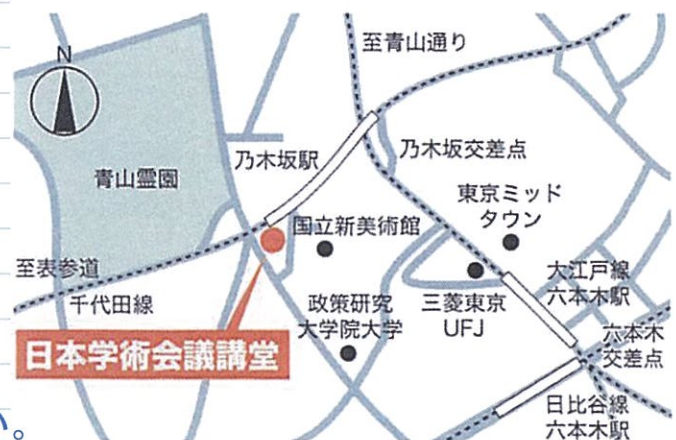 至青山通り
N
乃木坂駅
乃木坂交差点
青山霊園
東京ミッド
タウン
国立新美術館
至表参道
千代田線
大江戸線
六本木駅
政策研究
大学院大学
三菱東京
UFJ
六本木
交差点
日本学術会議講堂
日比谷線
六本木駅
い。